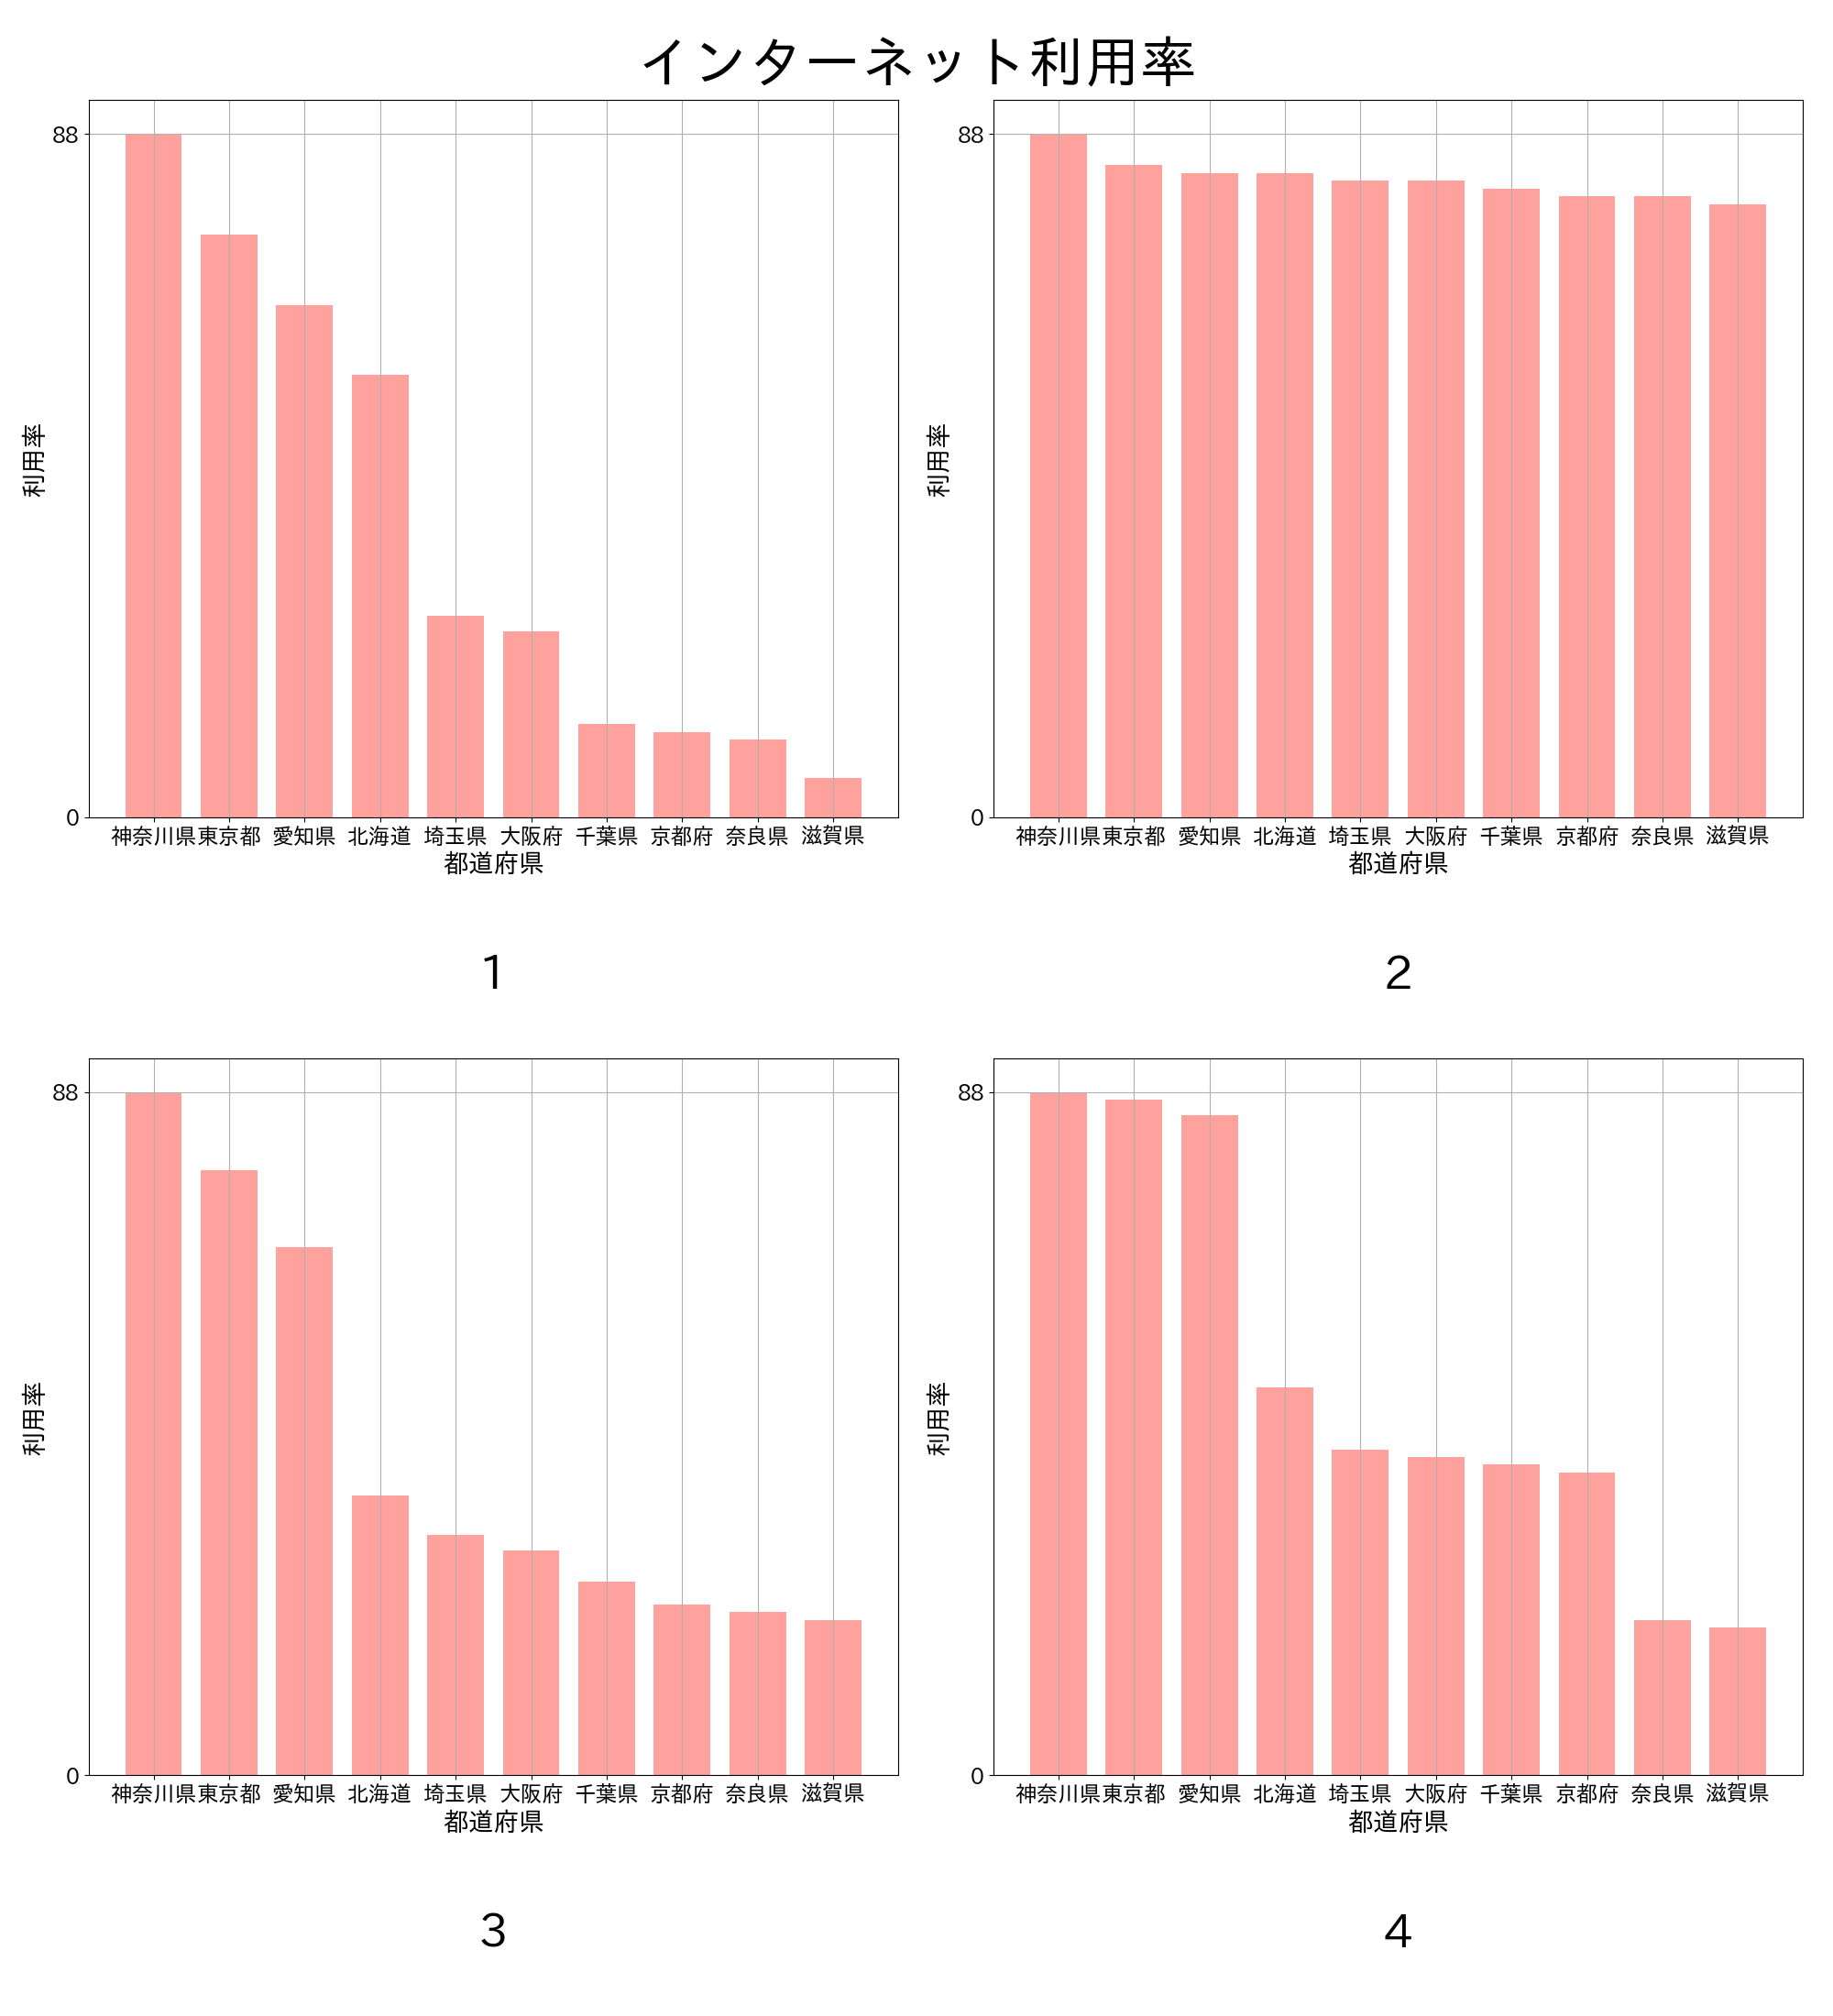 インターネット利用率
88
0
利用率
神奈川県 東京都 愛知県 北海道 埼玉県 大阪府 千葉県 京都府 奈良県 滋賀県
都道府県
1
88
0
利用率
神奈川県 東京都 愛知県 北海道 埼玉県 大阪府 千葉県 京都府 奈良県 滋賀県
都道府県
2
88
0
利用率
神奈川県 東京都 愛知県 北海道 埼玉県 大阪府 千葉県 京都府 奈良県 滋賀県
都道府県
3
88
0
利用率
神奈川県 東京都 愛知県 北海道 埼玉県 大阪府 千葉県 京都府 奈良県 滋賀県
都道府県
4